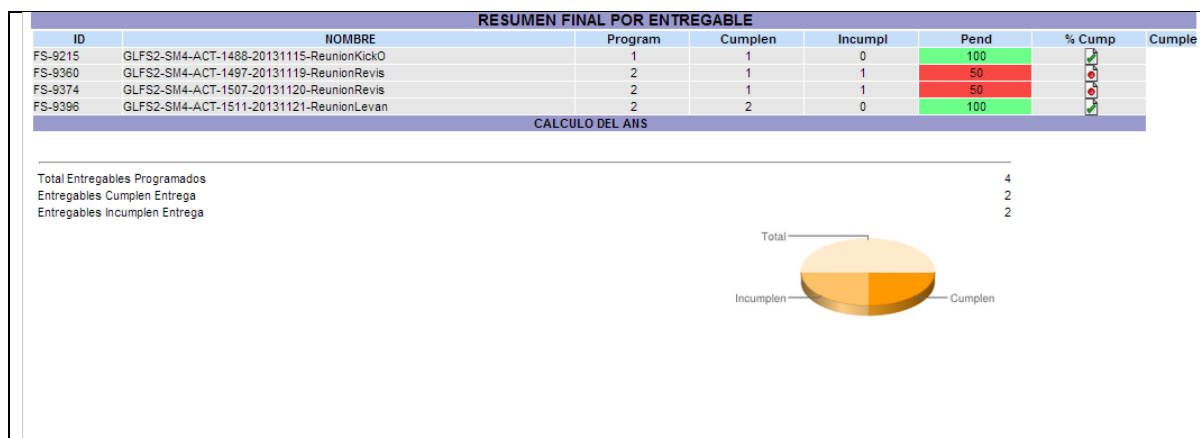 RESUMEN FINAL POR ENTREGABLE
ID NOMBRE Program Cumplen Incumpl Pend % Cump Cumple
FS-9215 GLFS2-SM4-ACT-1488-20131115-ReunionKickO 1 1 0 100
FS-9360 GLFS2-SM4-ACT-1497-20131119-ReunionRevis 2 1 1 50
FS-9374 GLFS2-SM4-ACT-1507-20131120-ReunionRevis 2 1 1 50
FS-9396 GLFS2-SM4-ACT-1511-20131121-ReunionLevan 2 2 0 100
CALCULO DEL ANS
Total Entregables Programados 4
Entregables Cumplen Entrega 2
Entregables Incumplen Entrega 2
Total
Incumplen Cumplen